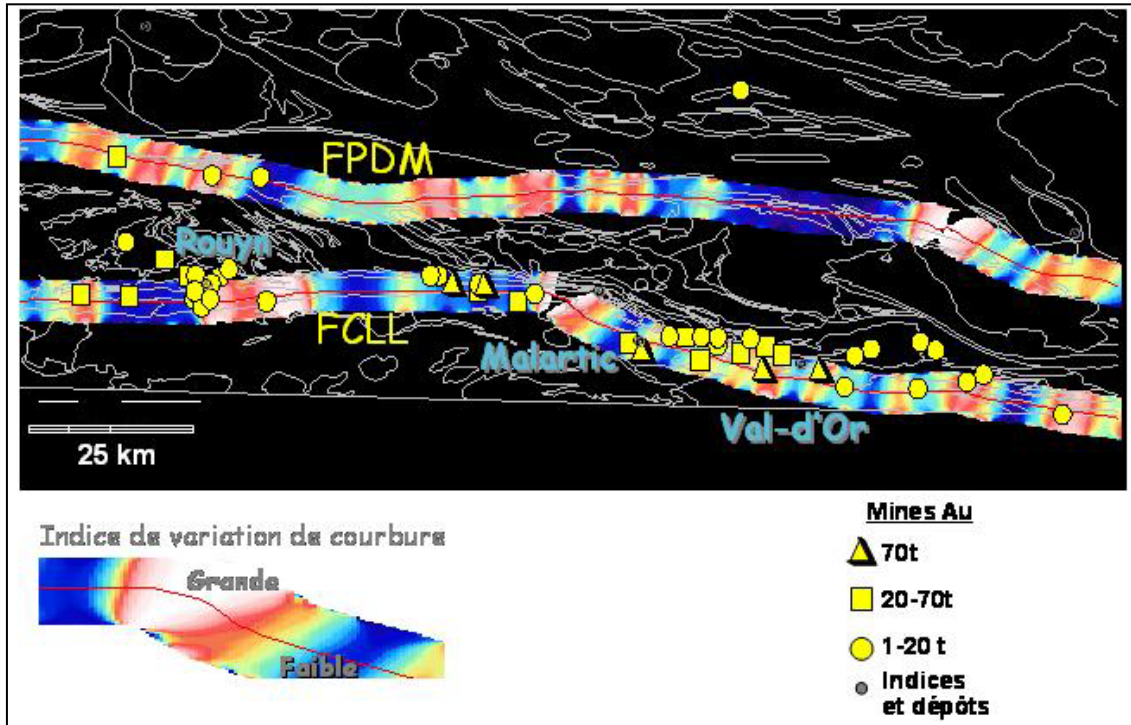 FPDM
Rouyn
FCLL
Malartic
Val-d'Or
25 km
Indice de variation de courbure
Grande
Faible
Mines Au
70t
20-70t
1-20 t
Indices
et dépôts